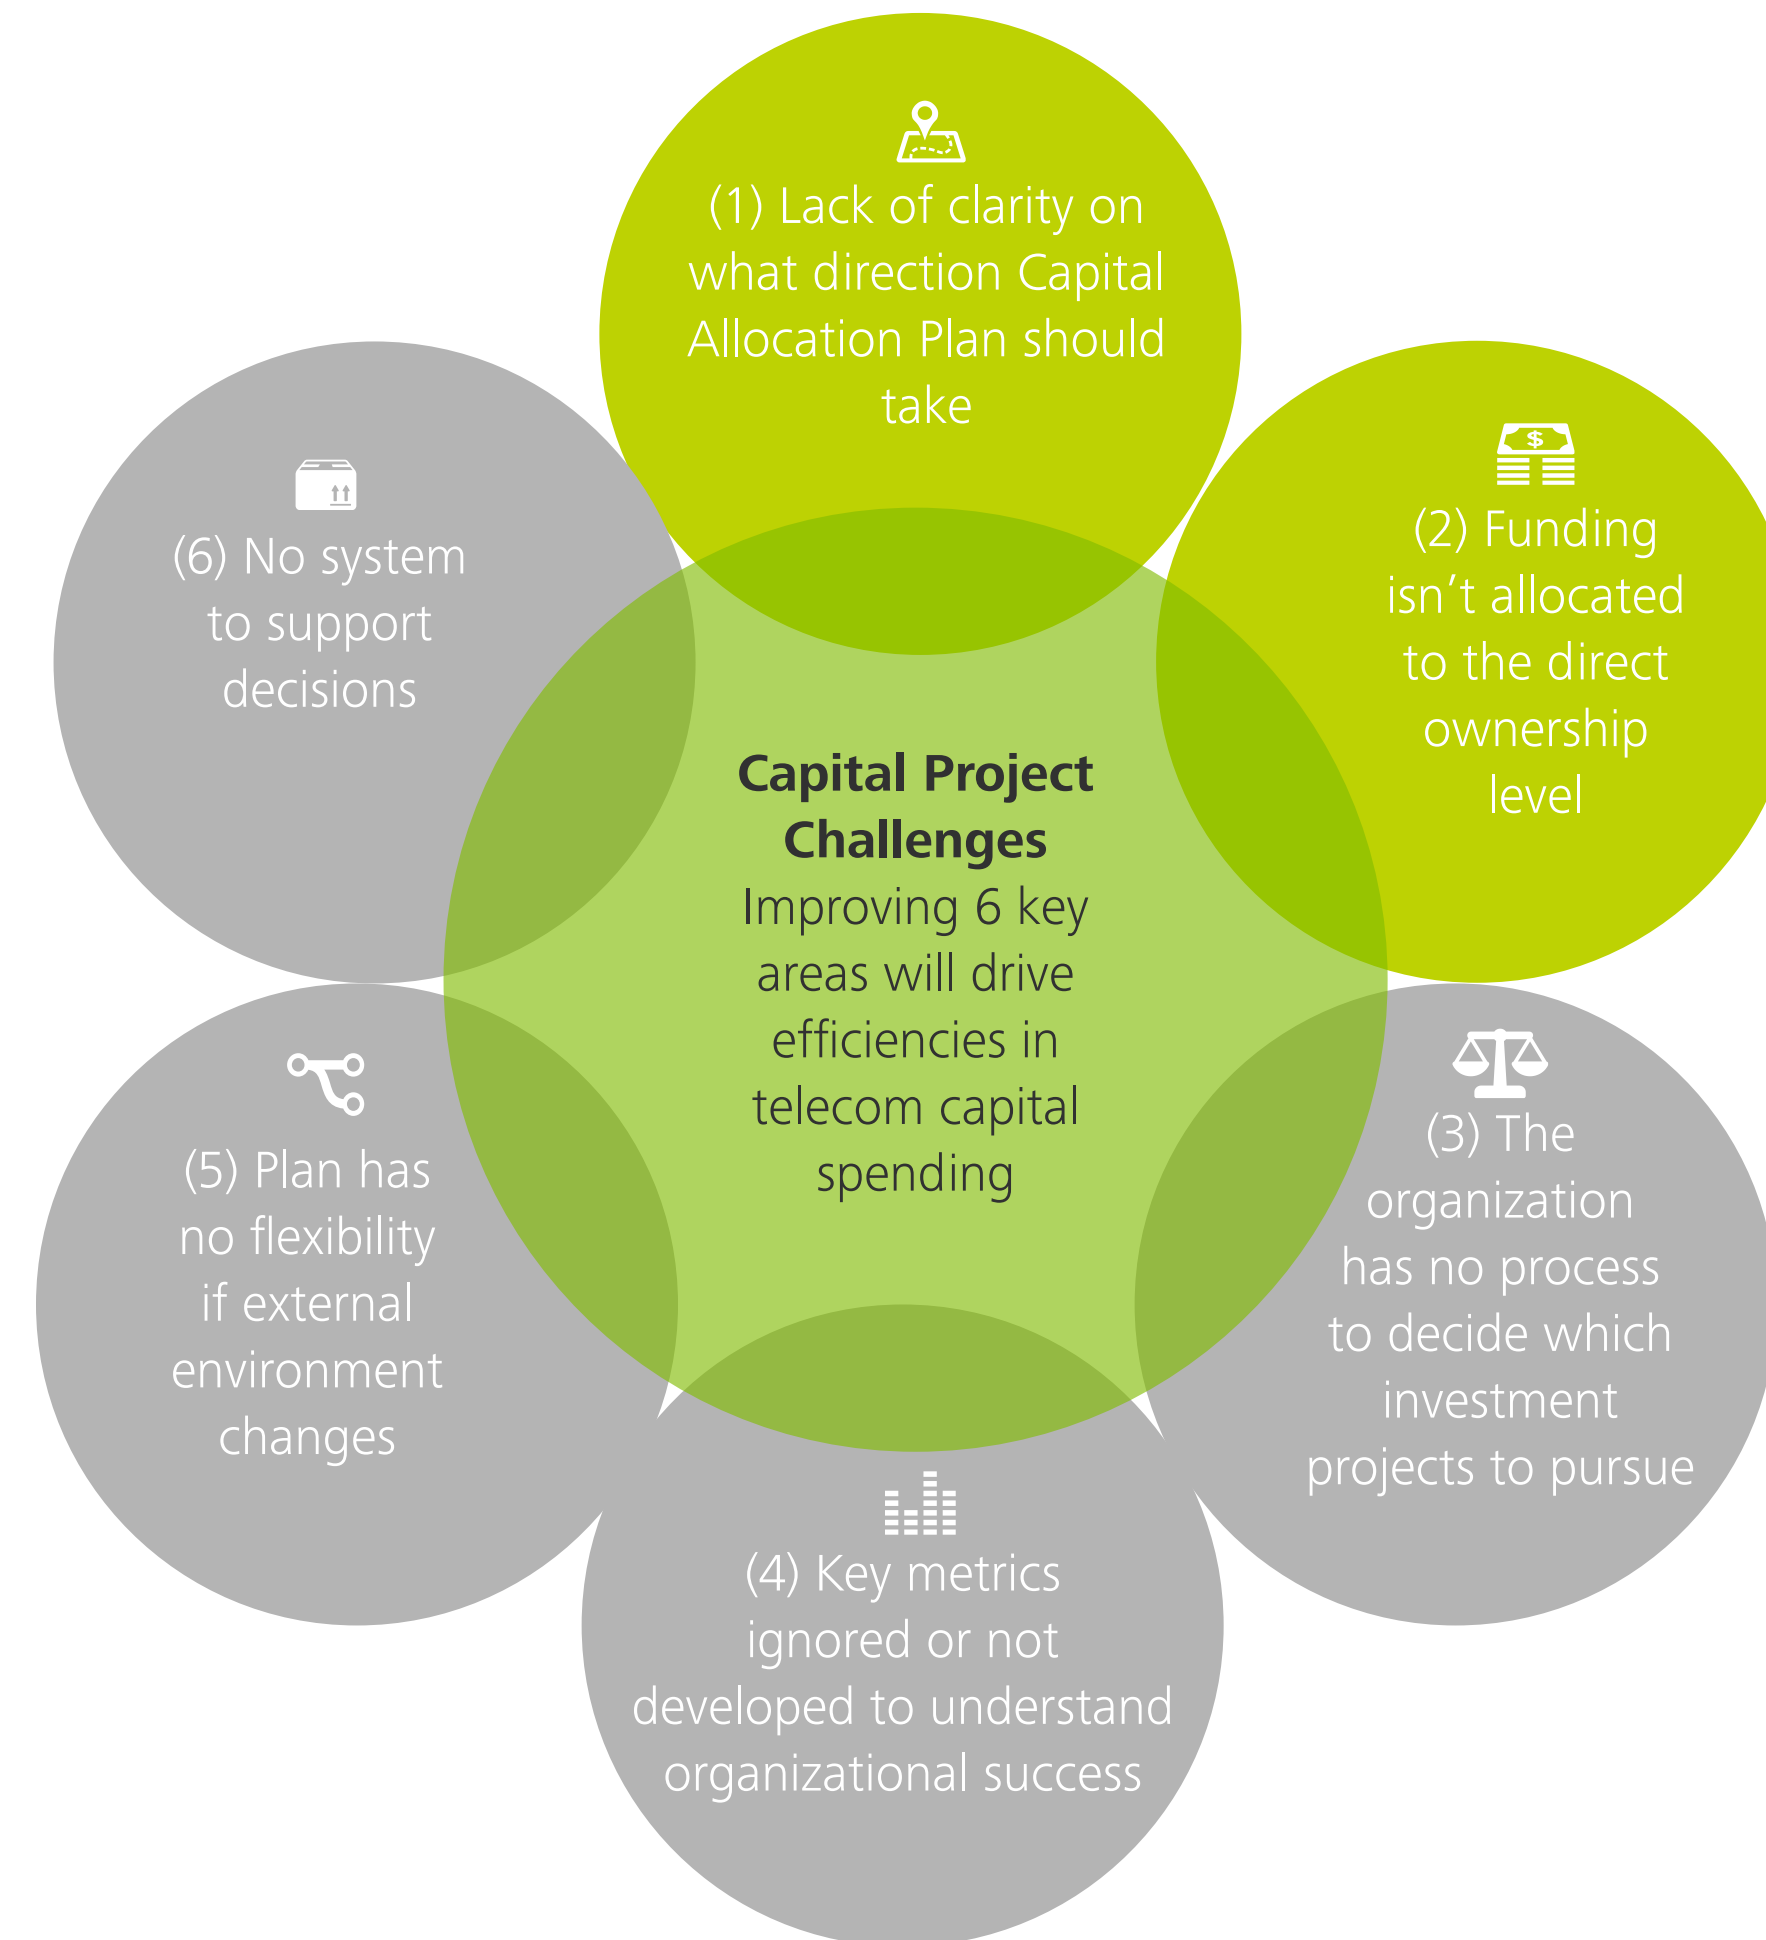 (1) Lack of clarity on
what direction Capital
Allocation Plan should
take
(2) Funding
isn’t allocated
to the direct
ownership
level
(3) The
organization
has no process
to decide which
investment
projects to pursue
(4) Key metrics
ignored or not
developed to understand
organizational success
(5) Plan has
no flexibility
if external
environment
changes
(6) No system
to support
decisions
Capital Project
Challenges
Improving 6 key
areas will drive
efficiencies in
telecom capital
spending